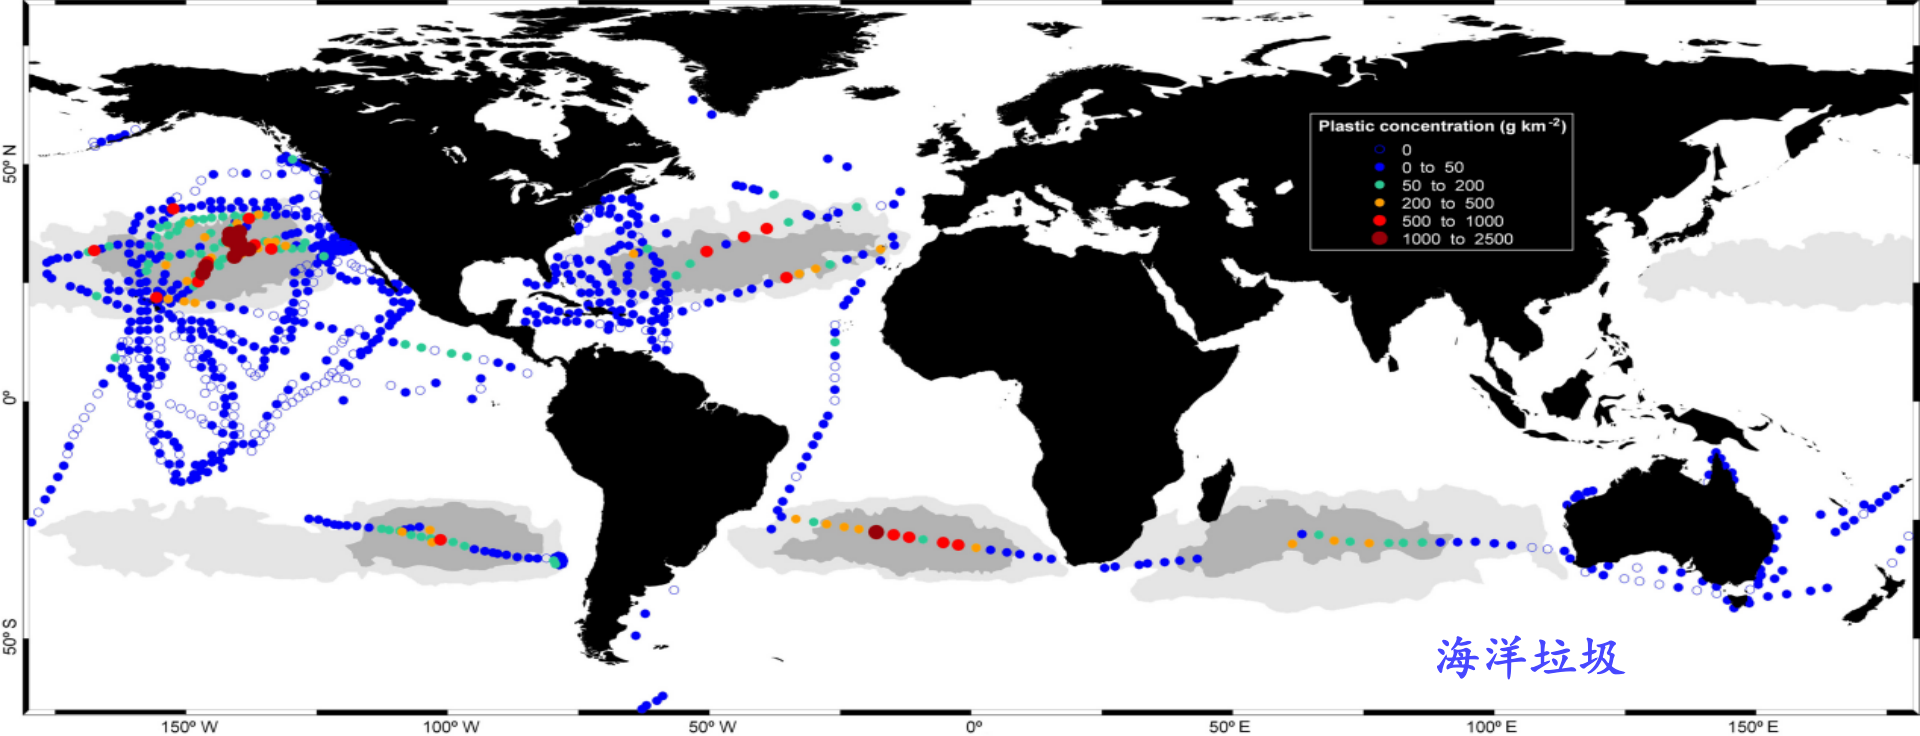 Plastic concentration (g km-2)
0
0 to 50
50 to 200
200 to 500
500 to 1000
1000 to 2500
50° N
0°
50° S
海洋垃圾
150° W
100° W
50° W
0°
50° E
100° E
150° E